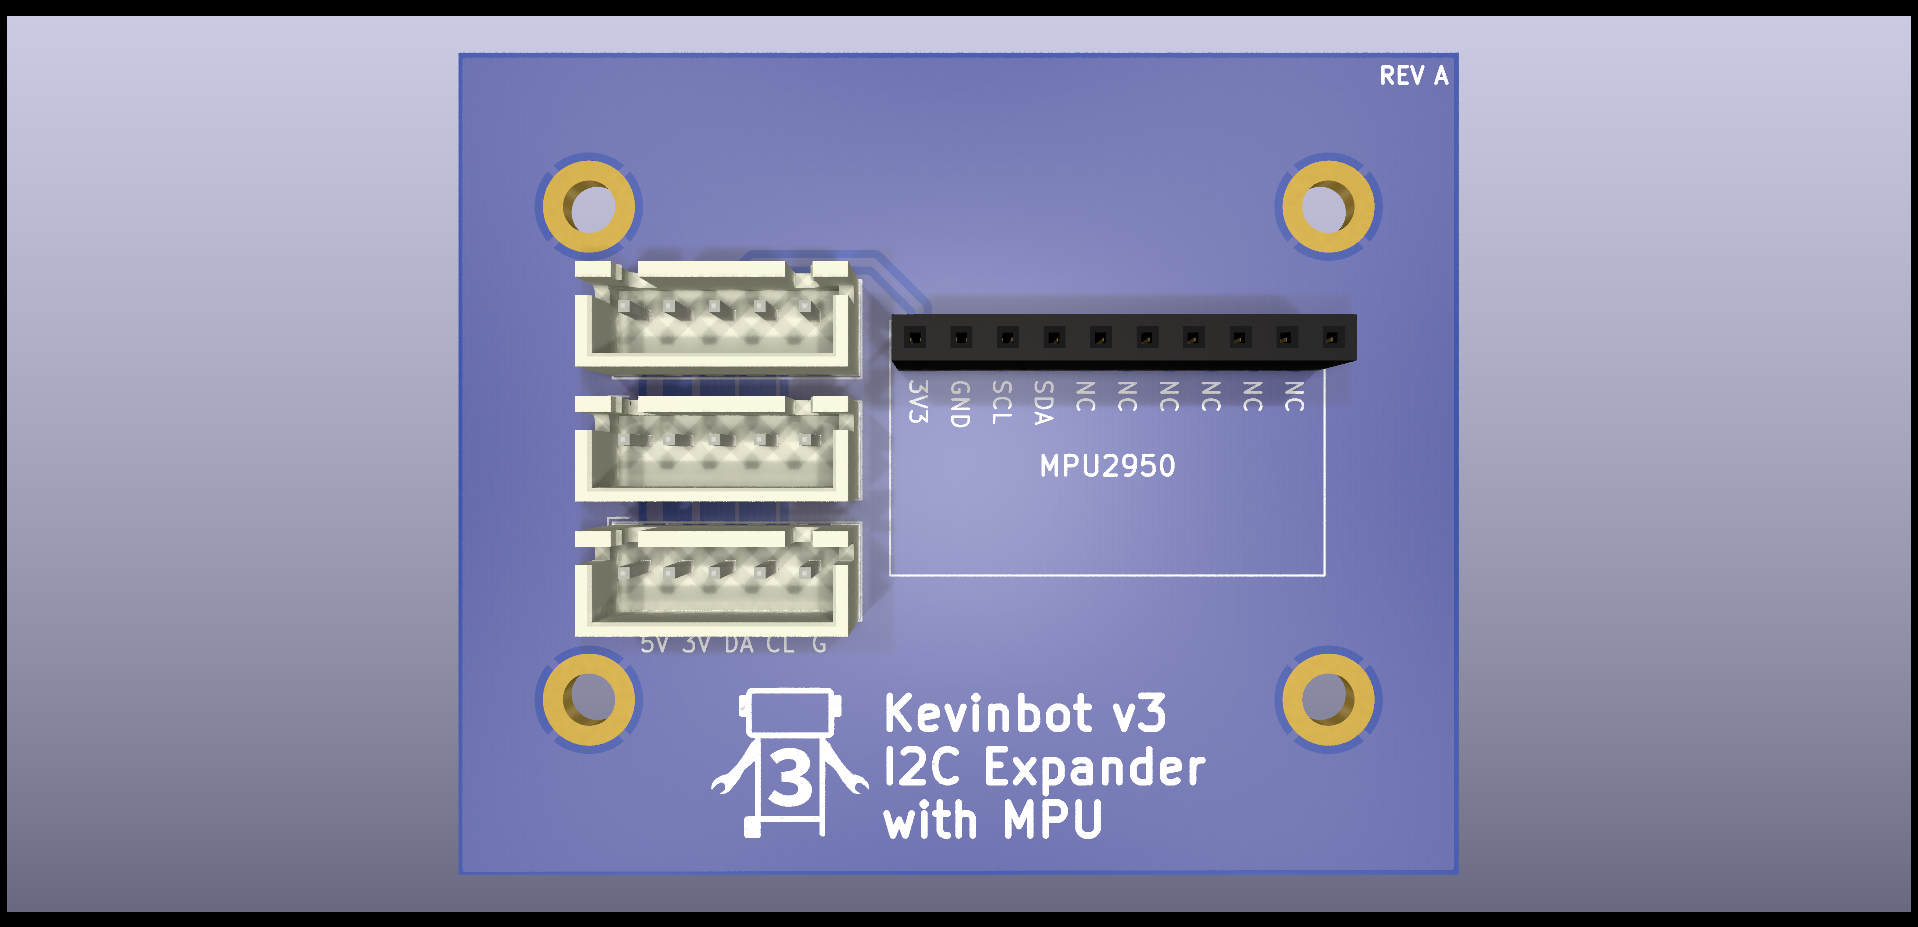 REV A
3V3 GND SCL SDA NC NC NC NC NC NC
MPU2950
5V 3V DA CL G
3
Kevinbot v3
I2C Expander
with MPU